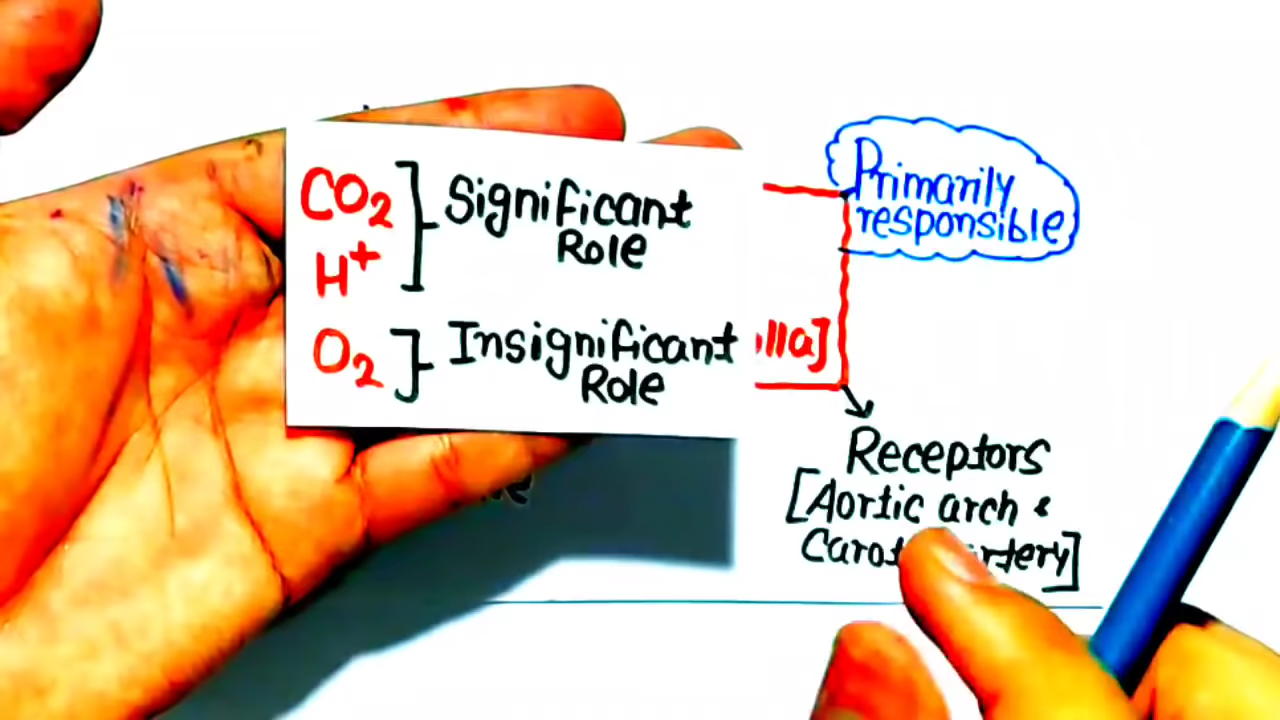 CO2
Significant
Role
H+
O2
Insignificant
Role
Primarily
responsible
Receptors
[Aortic arch &